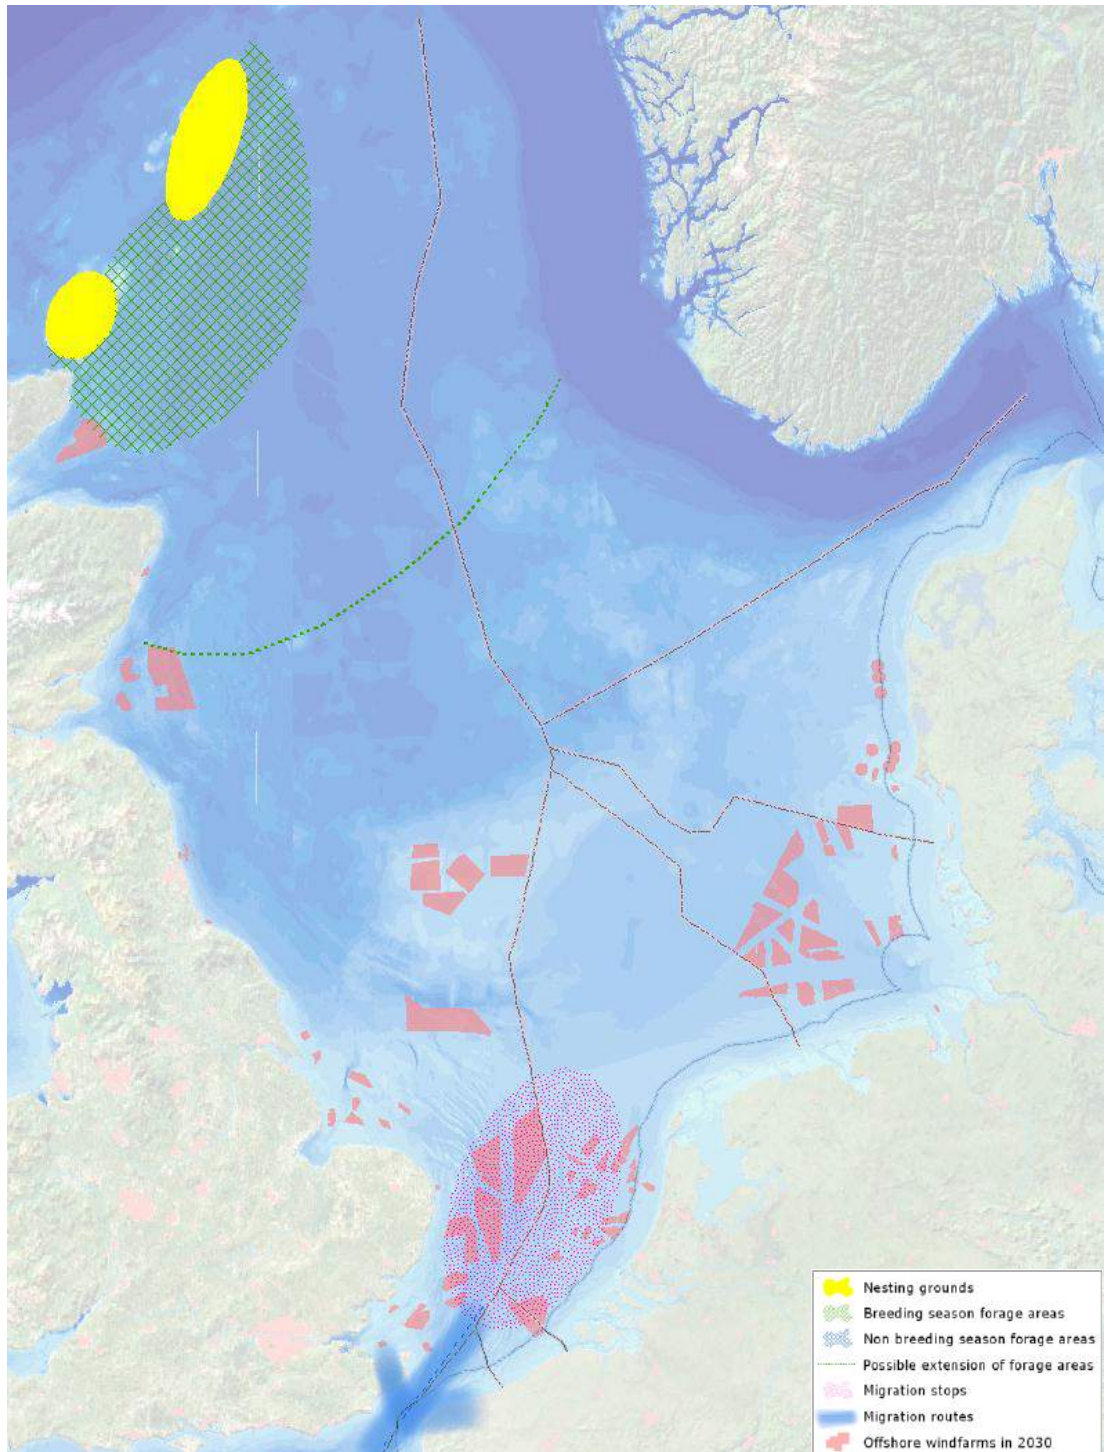 Nesting grounds
Breeding season forage areas
Non breeding season forage areas
Possible extension of forage areas
Migration stops
Migration routes
Offshore windfarms in 2030